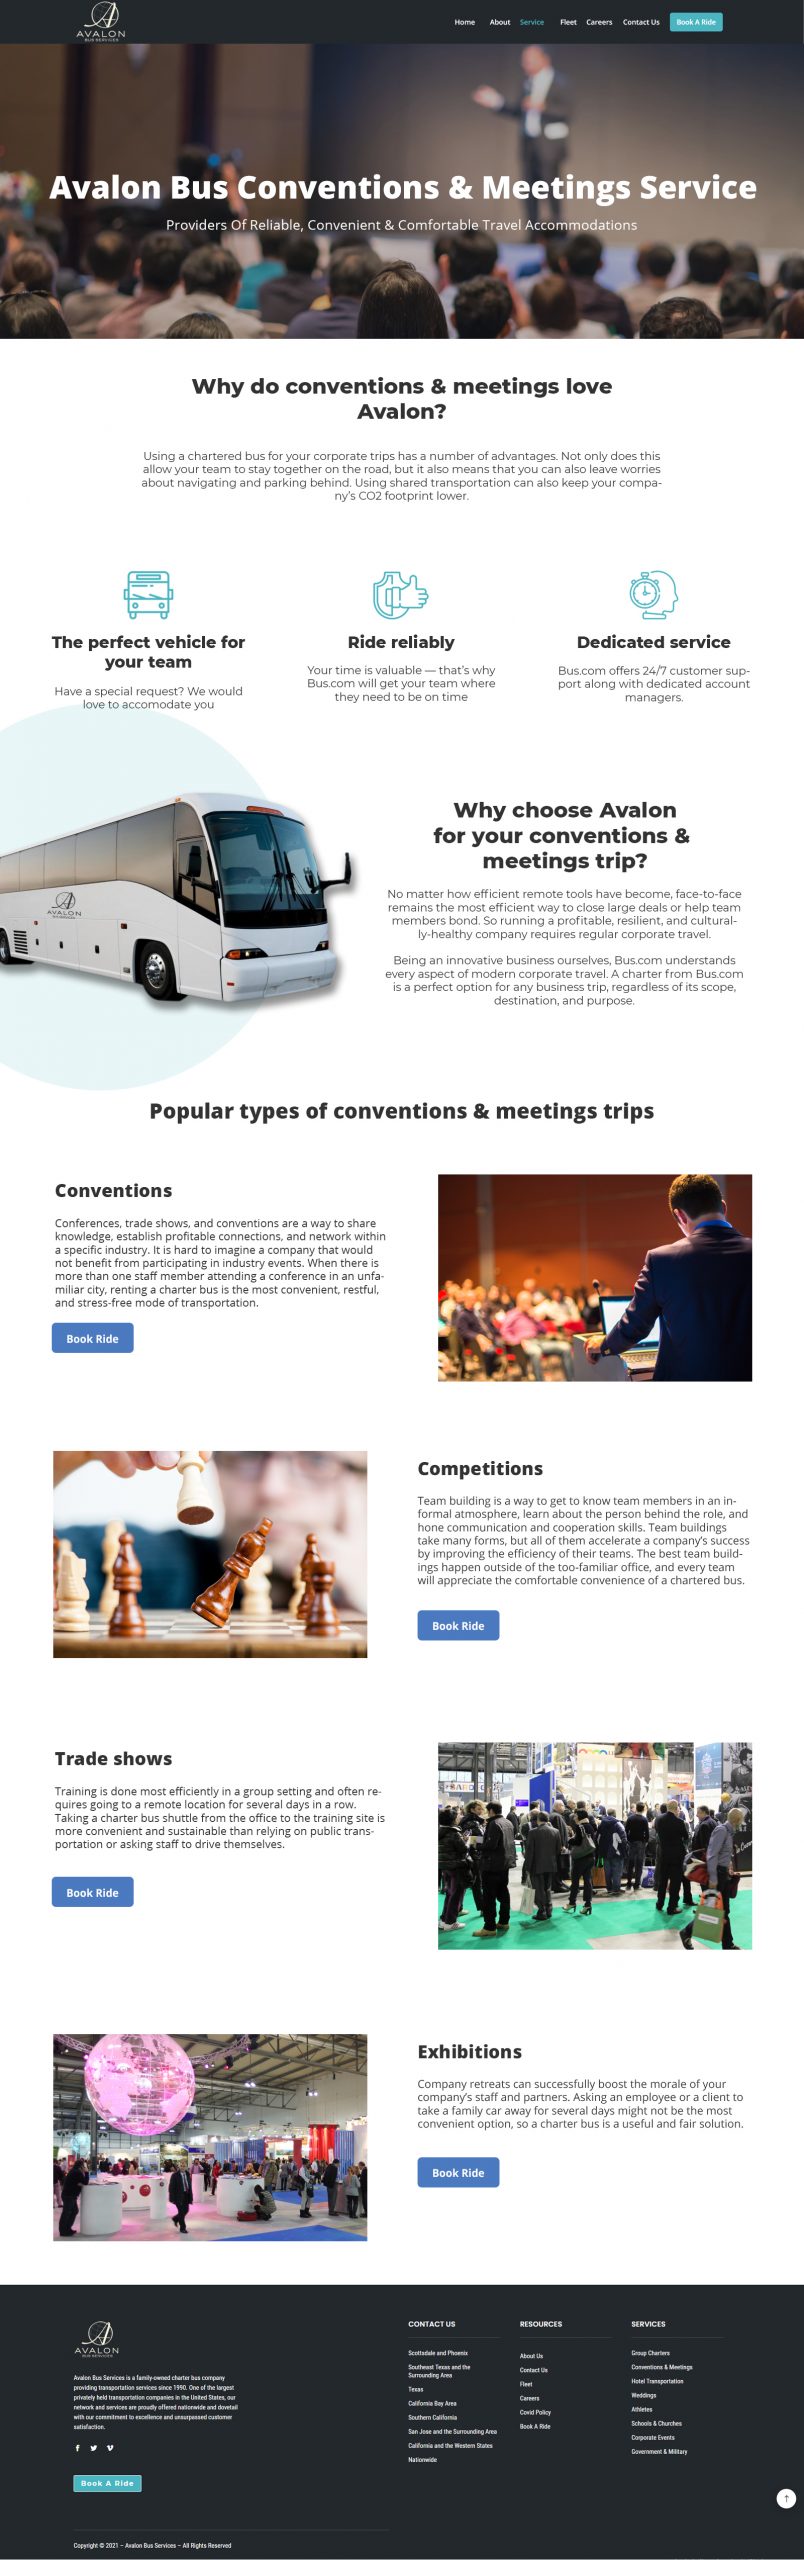 AVALON
BUS SERVICES
Home About Service Fleet Careers Contact Us Book A Ride
Avalon Bus Conventions & Meetings Service
Providers Of Reliable, Convenient & Comfortable Travel Accommodations
Why do conventions & meetings love
Avalon?
Using a chartered bus for your corporate trips has a number of advantages. Not only does this
allow your team to stay together on the road, but it also means that you can also leave worries
about navigating and parking behind. Using shared transportation can also keep your compa-
ny's CO2 footprint lower.
The perfect vehicle for
your team
Have a special request? We would
love to accomodate you
Ride reliably
Your time is valuable — that's why
Bus.com will get your team where
they need to be on time
Dedicated service
Bus.com offers 24/7 customer sup-
port along with dedicated account
managers.
AVALON
BUS SERVICES
Why choose Avalon
for your conventions &
meetings trip?
No matter how efficient remote tools have become, face-to-face
remains the most efficient way to close large deals or help team
members bond. So running a profitable, resilient, and cultural-
ly-healthy company requires regular corporate travel.
Being an innovative business ourselves, Bus.com understands
every aspect of modern corporate travel. A charter from Bus.com
is a perfect option for any business trip, regardless of its scope,
destination, and purpose.
Popular types of conventions & meetings trips
Conventions
Conferences, trade shows, and conventions are a way to share
knowledge, establish profitable connections, and network within
a specific industry. It is hard to imagine a company that would
not benefit from participating in industry events. When there is
more than one staff member attending a conference in an unfa-
miliar city, renting a charter bus is the most convenient, restful,
and stress-free mode of transportation.
Book Ride
Competitions
Team building is a way to get to know team members in an in-
formal atmosphere, learn about the person behind the role, and
hone communication and cooperation skills. Team buildings
take many forms, but all of them accelerate a company's success
by improving the efficiency of their teams. The best team build-
ings happen outside of the too-familiar office, and every team
will appreciate the comfortable convenience of a chartered bus.
Book Ride
Trade shows
Training is done most efficiently in a group setting and often re-
quires going to a remote location for several days in a row.
Taking a charter bus shuttle from the office to the training site is
more convenient and sustainable than relying on public trans-
portation or asking staff to drive themselves.
Book Ride
Exhibitions
Company retreats can successfully boost the morale of your
company's staff and partners. Asking an employee or a client to
take a family car away for several days might not be the most
convenient option, so a charter bus is a useful and fair solution.
Book Ride
AVALON
BUS SERVICES
Avalon Bus Services is a family-owned charter bus company
providing transportation services since 1990. One of the largest
privately held transportation companies in the United States, our
network and services are proudly offered nationwide and dovetail
with our commitment to excellence and unsurpassed customer
satisfaction.
Book A Ride
CONTACT US
Scottsdale and Phoenix
Southeast Texas and the
Surrounding Area
Texas
California Bay Area
Southern California
San Jose and the Surrounding Area
California and the Western States
Nationwide
RESOURCES
About Us
Contact Us
Fleet
Careers
Covid Policy
Book A Ride
SERVICES
Group Charters
Conventions & Meetings
Hotel Transportation
Weddings
Athletes
Schools & Churches
Corporate Events
Government & Military
Copyright © 2021 – Avalon Bus Services – All Rights Reserved